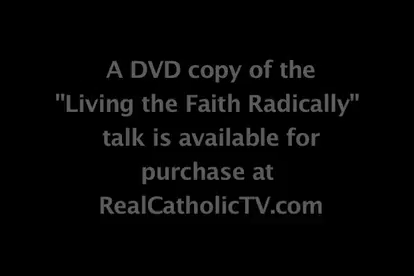 A DVD copy of the
"Living the Faith Radically"
talk is available for
purchase at
RealCatholicTV.com